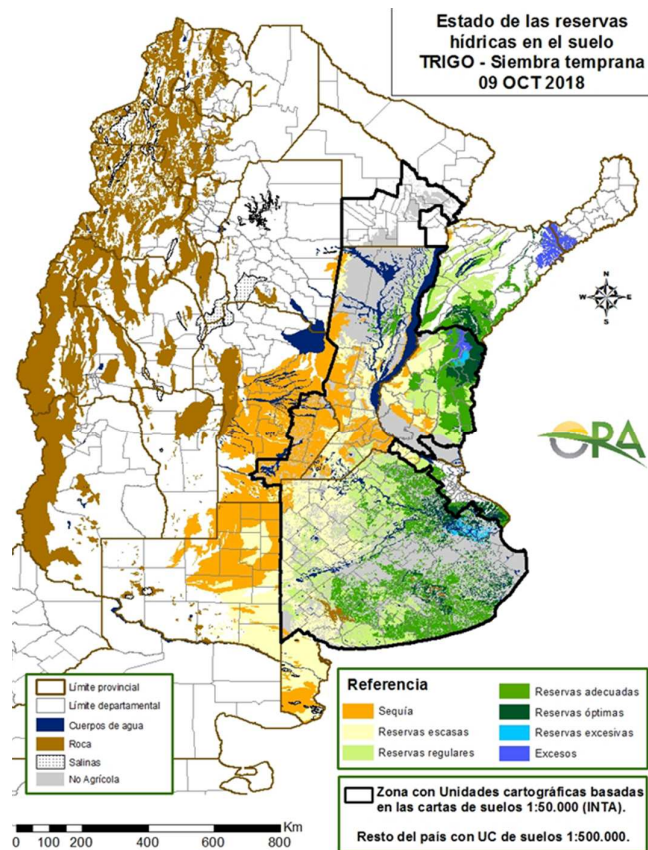 Estado de las reservas
hídricas en el suelo
TRIGO - Siembra temprana
09 OCT 2018
N
W E
S
ORA
Límite provincial
Límite departamental
Cuerpos de agua
Roca
Salinas
No Agrícola
Referencia
Sequía
Reservas escasas
Reservas regulares
Reservas adecuadas
Reservas óptimas
Reservas excesivas
Excesos
Zona con Unidades cartográficas basadas
en las cartas de suelos 1:50.000 (INTA).
Resto del país con UC de suelos 1:500.000.
Km
0 100 200 400 600 800